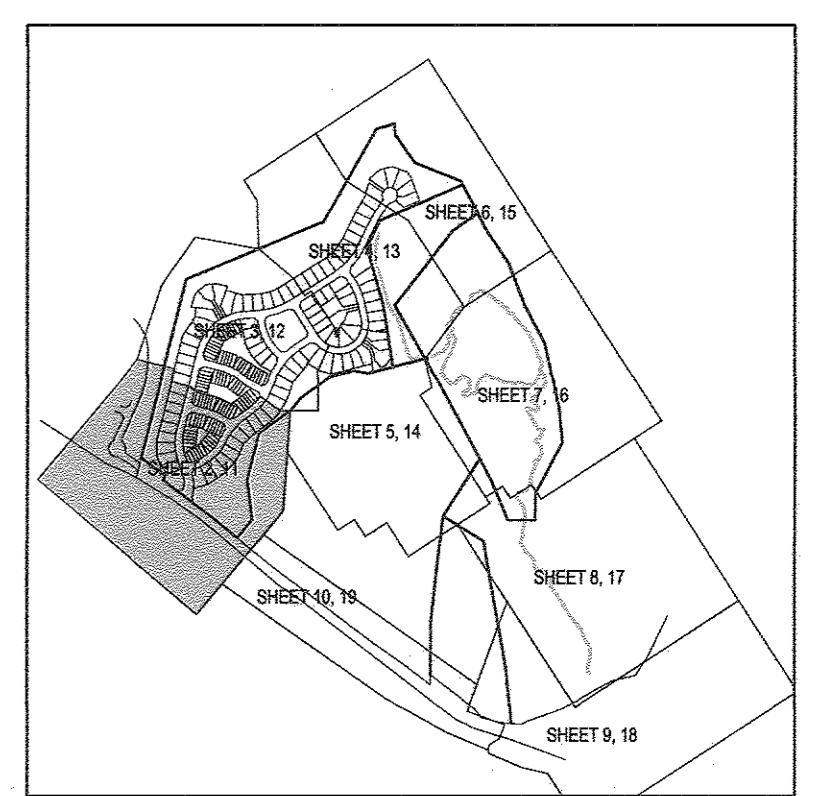 SHEET 6, 15
SHEET 4, 13
SHEET 3, 12
SHEET 7, 16
SHEET 5, 14
SHEET 2, 11
SHEET 8, 17
SHEET 10, 19
SHEET 9, 18